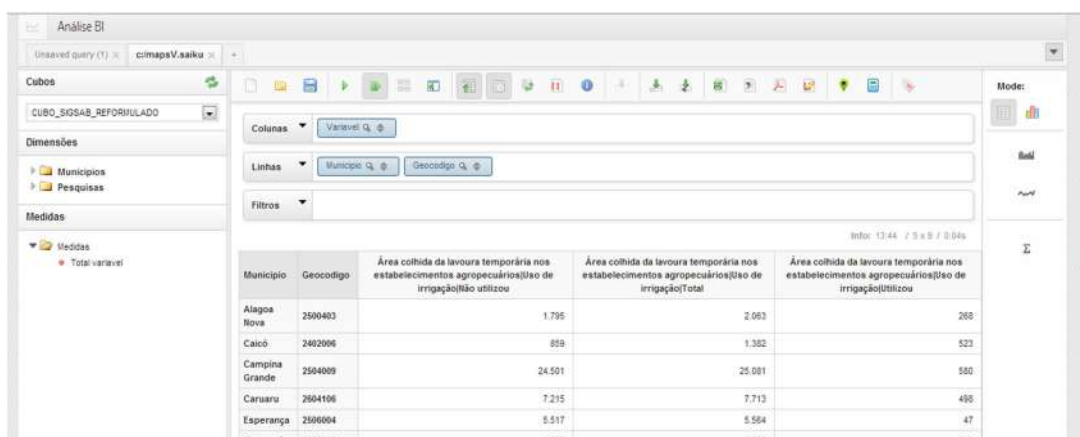 Análise BI
Unsaved query (1)
c:/mapsV.saiku
Cubos
CUBO_SIGSAB_REFORMULADO
Dimensões
Municipios
Pesquisas
Medidas
Medidas
Total variavel
Colunas
Variavel
Linhas
Municipio
Geocodigo
Filtros
Info: 13:44 / 5 x 9 / 0.04s
Mode:
Σ
Municipio
Geocodigo
Área colhida da lavoura temporária nos
estabelecimentos agropecuários|Uso de
irrigação|Não utilizou
Área colhida da lavoura temporária nos
estabelecimentos agropecuários|Uso de
irrigação|Total
Área colhida da lavoura temporária nos
estabelecimentos agropecuários|Uso de
irrigação|Utilizou
Alagoa
Nova
2500403 1.795 2.063 268
Caicó 2402006 859 1.382 523
Campina
Grande
2504009 24.501 25.081 580
Caruaru 2604106 7.215 7.713 498
Esperança 2506004 5.517 5.564 47